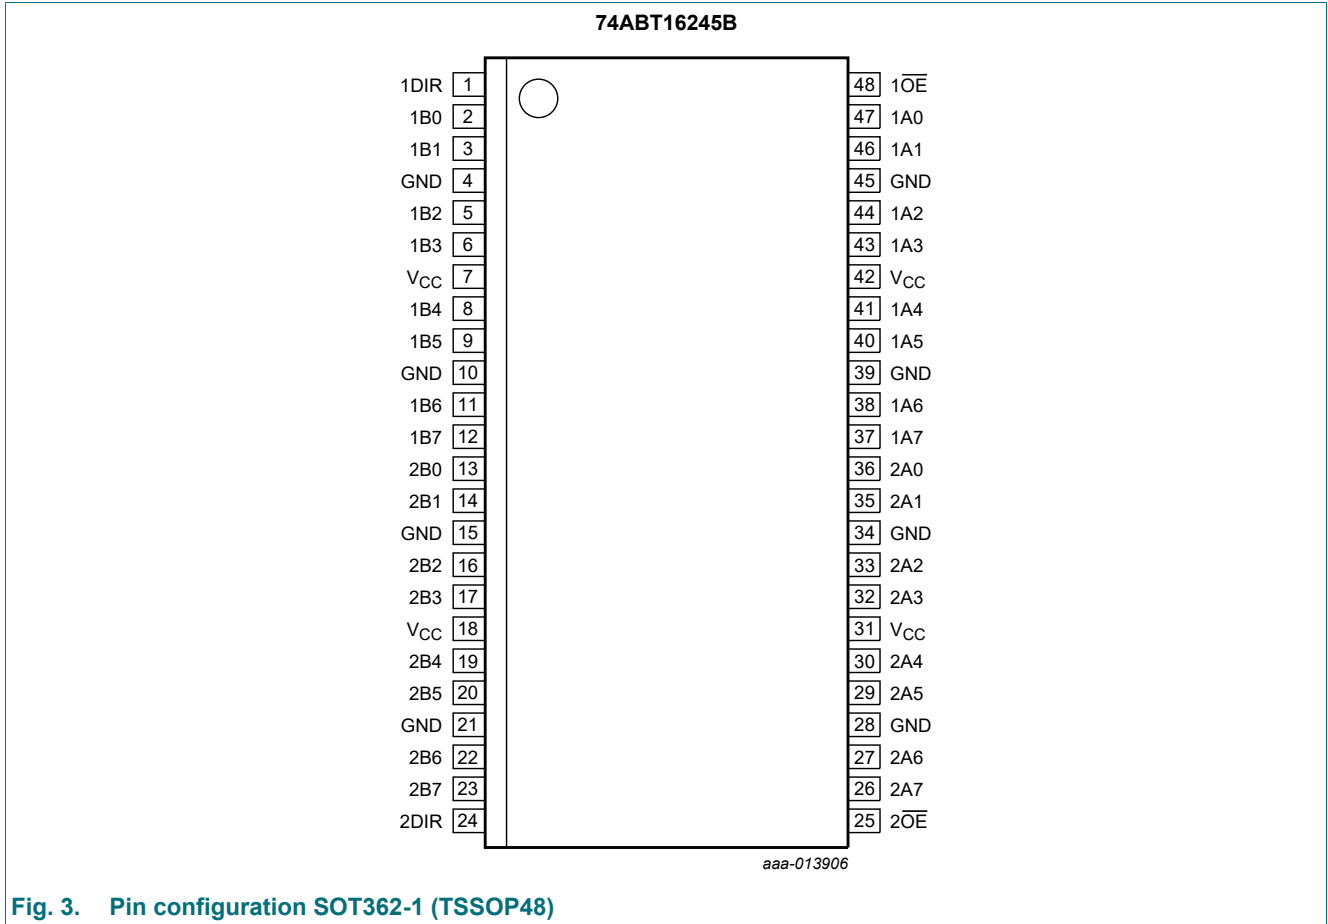 74ABT16245B
1DIR 1 48 1O̅E̅
1B0 2 47 1A0
1B1 3 46 1A1
GND 4 45 GND
1B2 5 44 1A2
1B3 6 43 1A3
VCC 7 42 VCC
1B4 8 41 1A4
1B5 9 40 1A5
GND 10 39 GND
1B6 11 38 1A6
1B7 12 37 1A7
2B0 13 36 2A0
2B1 14 35 2A1
GND 15 34 GND
2B2 16 33 2A2
2B3 17 32 2A3
VCC 18 31 VCC
2B4 19 30 2A4
2B5 20 29 2A5
GND 21 28 GND
2B6 22 27 2A6
2B7 23 26 2A7
2DIR 24 25 2O̅E̅
aaa-013906
Fig. 3. Pin configuration SOT362-1 (TSSOP48)